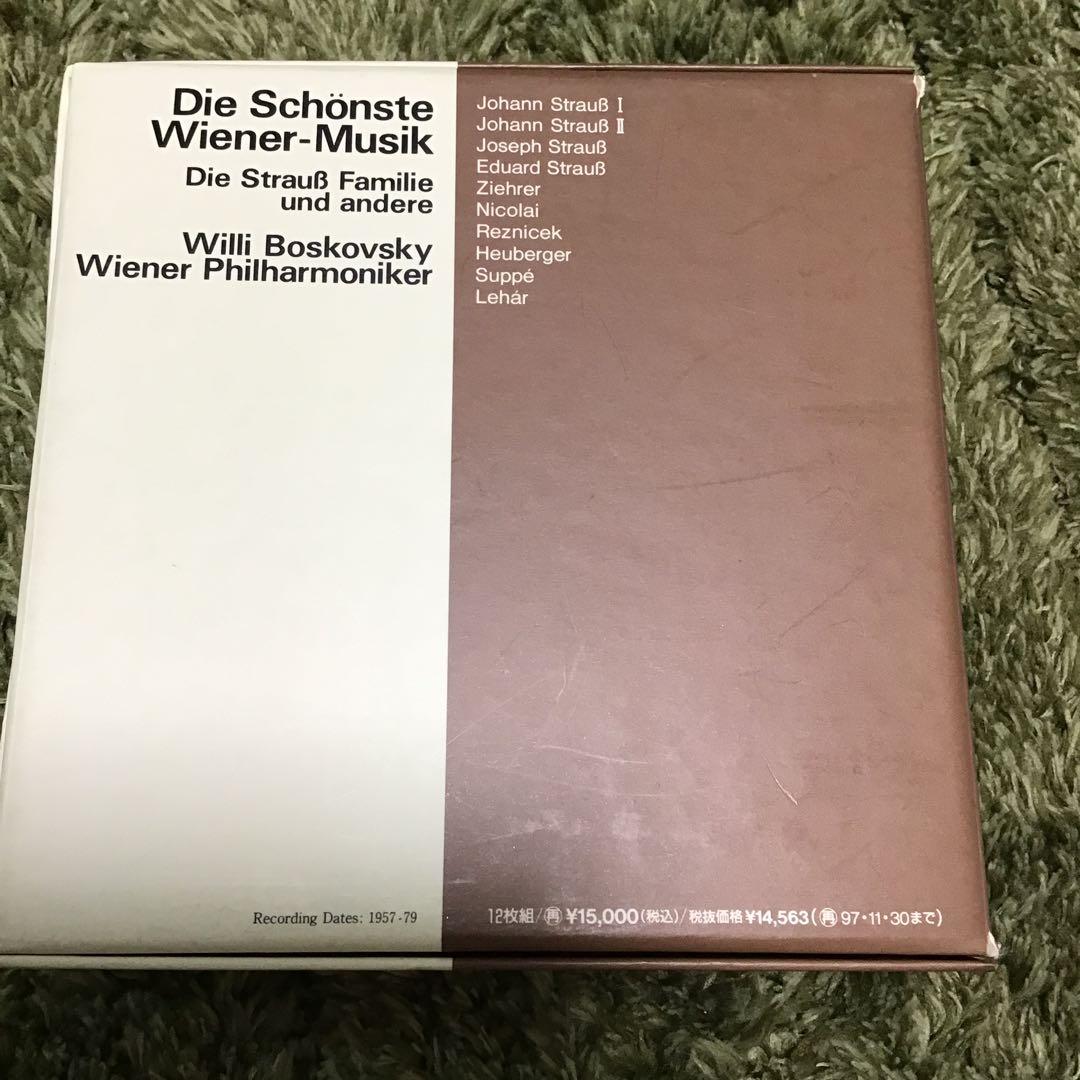 Die Schönste
Wiener-Musik
Die Strauß Familie
und andere
Willi Boskovsky
Wiener Philharmoniker
Recording Dates: 1957-79
Johann Strauß Ⅰ
Johann Strauß Ⅱ
Joseph Strauß
Eduard Strauß
Ziehrer
Nicolai
Reznicek
Heuberger
Suppé
Lehár
12枚組/㊢¥15,000(税込)/税抜価格¥14,563(㊢97・11・30まで)